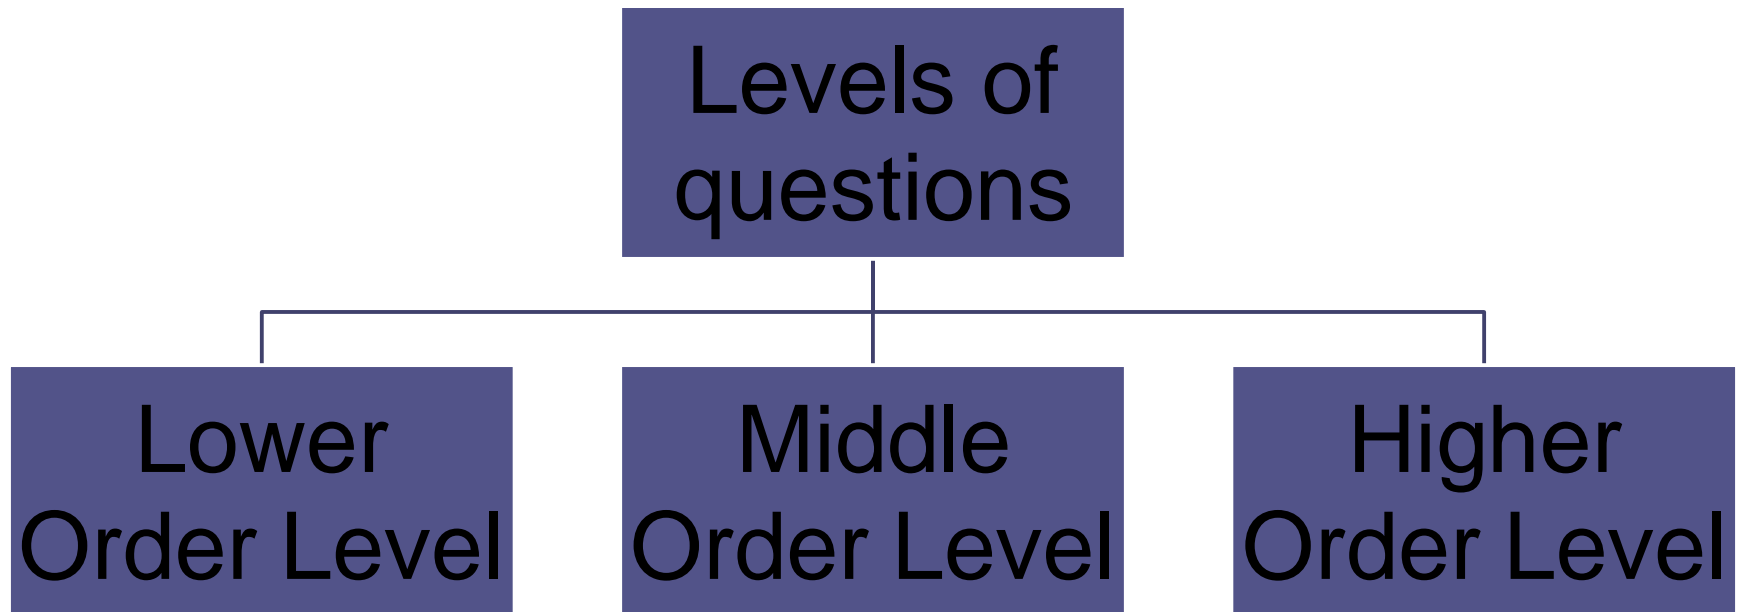 Levels of
questions
Lower
Order Level
Middle
Order Level
Higher
Order Level